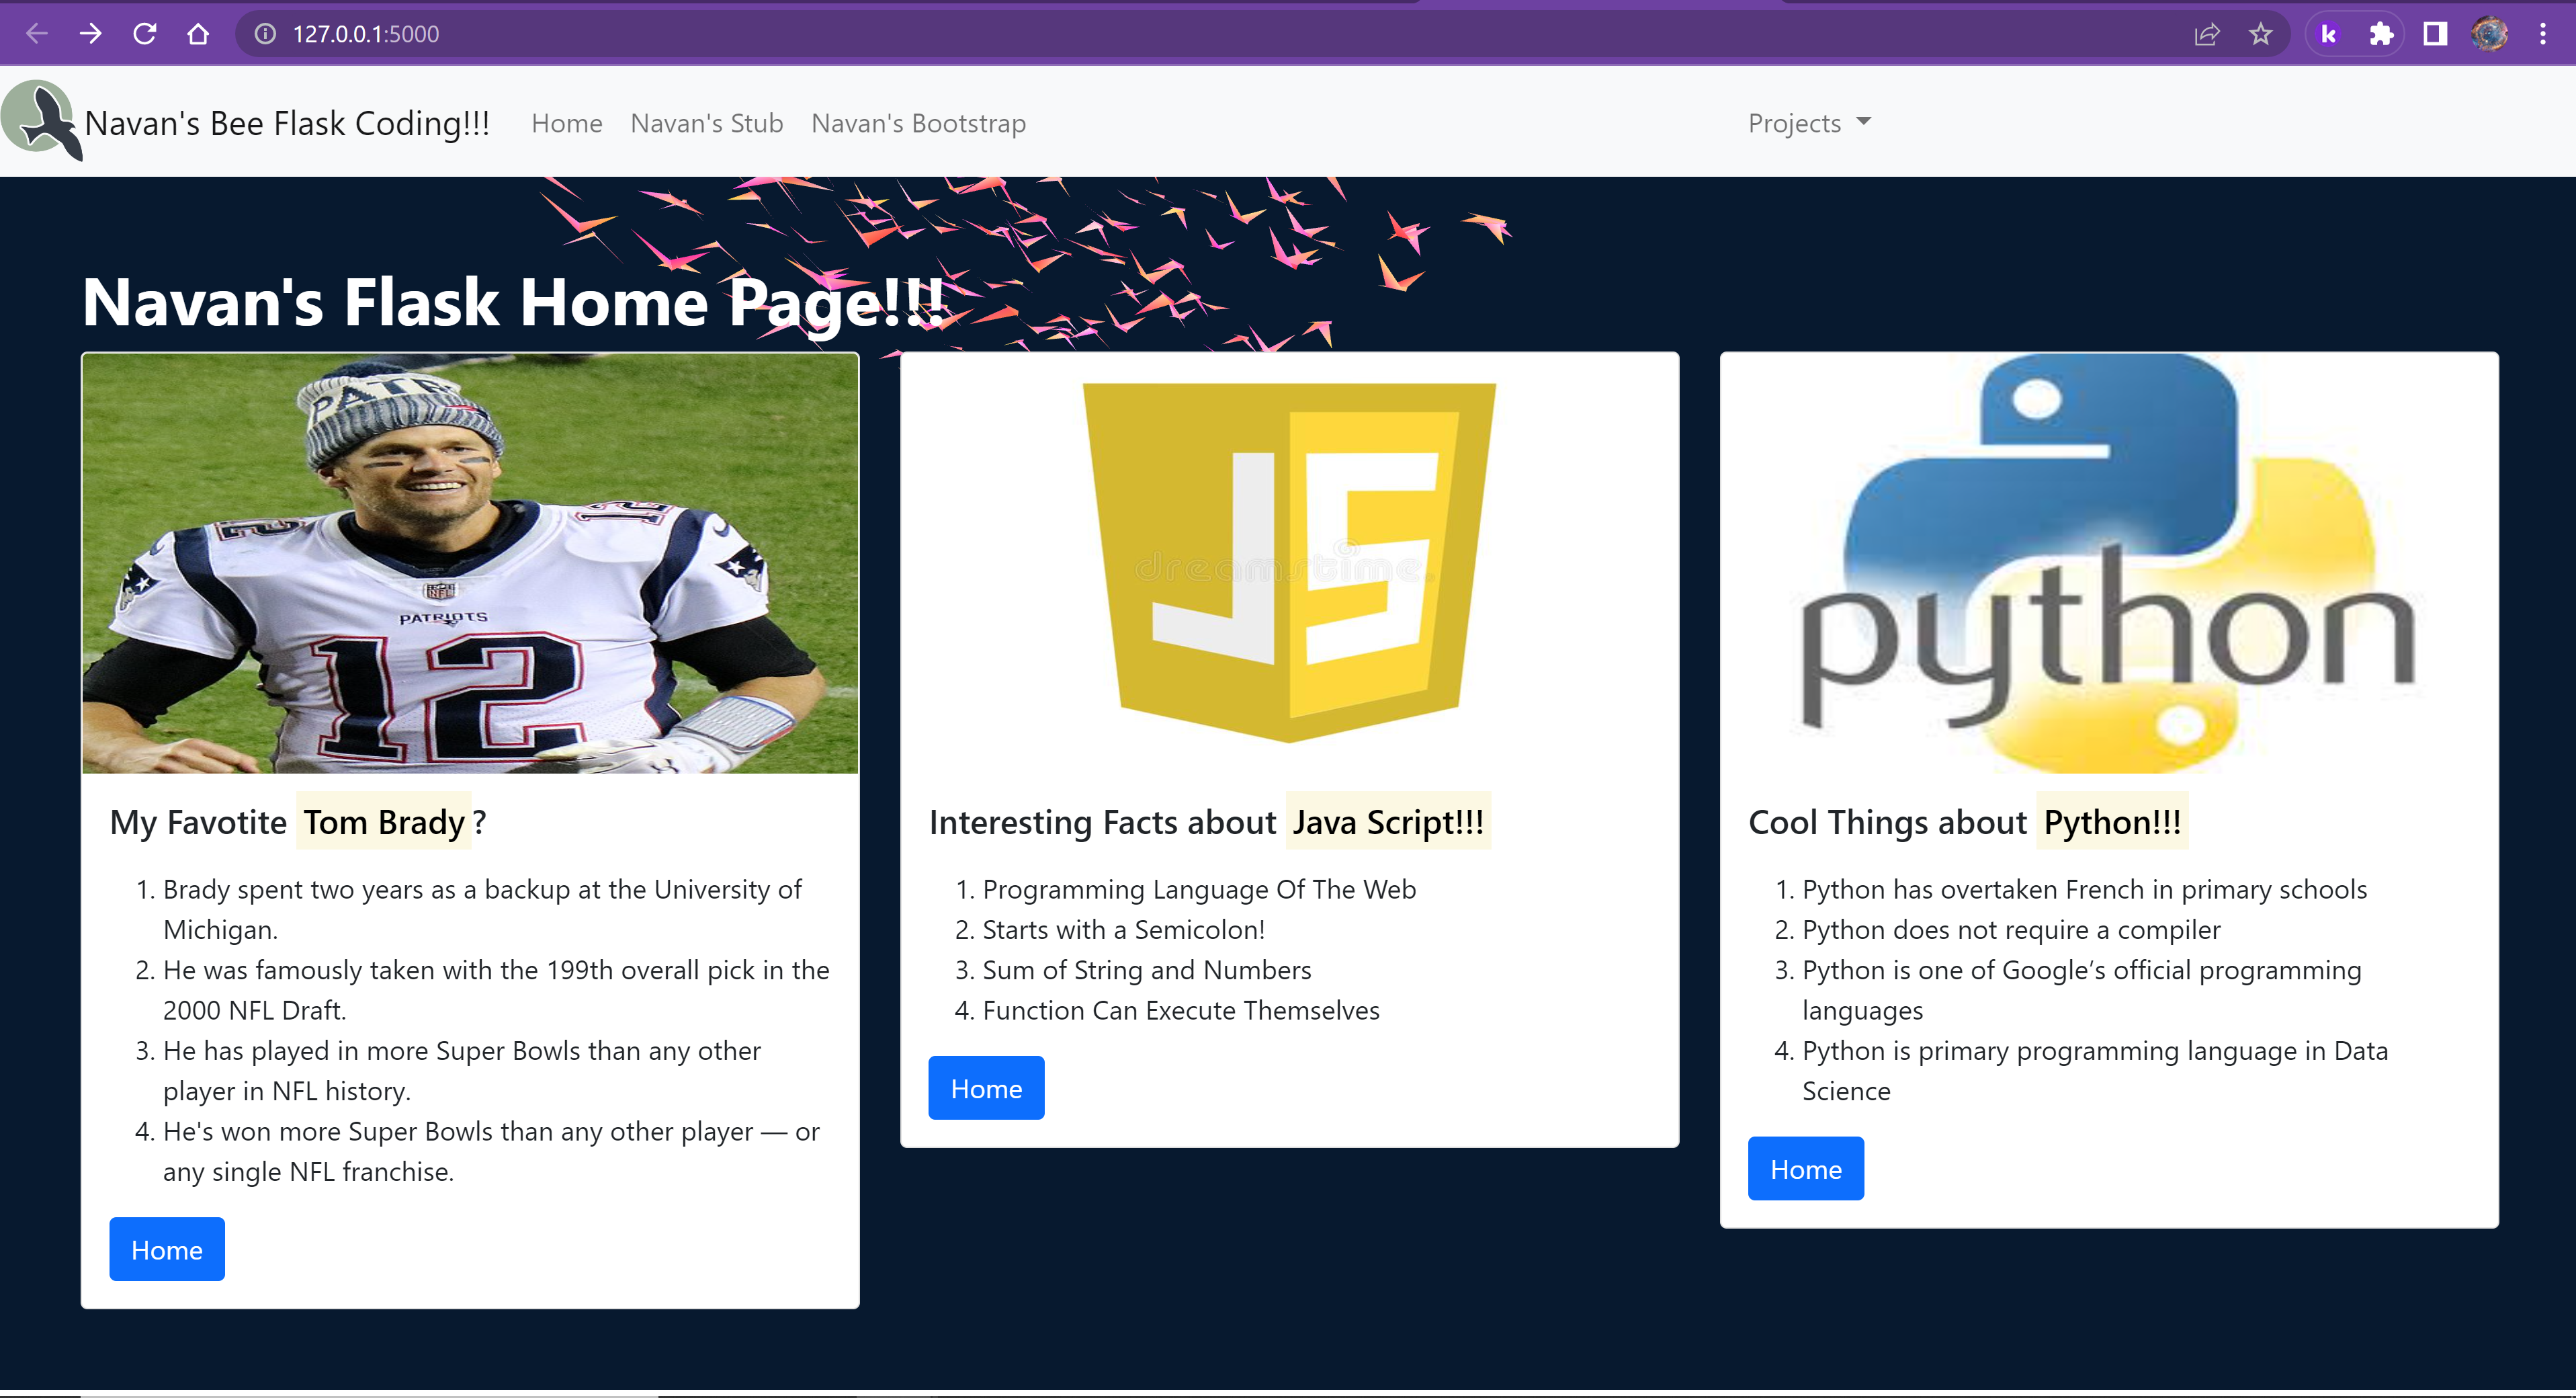 127.0.0.1:5000
Navan's Bee Flask Coding!!! Home Navan's Stub Navan's Bootstrap Projects
Navan's Flask Home Page!!!
PATR
12 12
NFL
PATRIOTS
12
My Favotite Tom Brady ?
1. Brady spent two years as a backup at the University of
Michigan.
2. He was famously taken with the 199th overall pick in the
2000 NFL Draft.
3. He has played in more Super Bowls than any other
player in NFL history.
4. He's won more Super Bowls than any other player — or
any single NFL franchise.
Home
JS
dreamstime.
Interesting Facts about Java Script!!!
1. Programming Language Of The Web
2. Starts with a Semicolon!
3. Sum of String and Numbers
4. Function Can Execute Themselves
Home
python
Cool Things about Python!!!
1. Python has overtaken French in primary schools
2. Python does not require a compiler
3. Python is one of Google’s official programming
languages
4. Python is primary programming language in Data
Science
Home